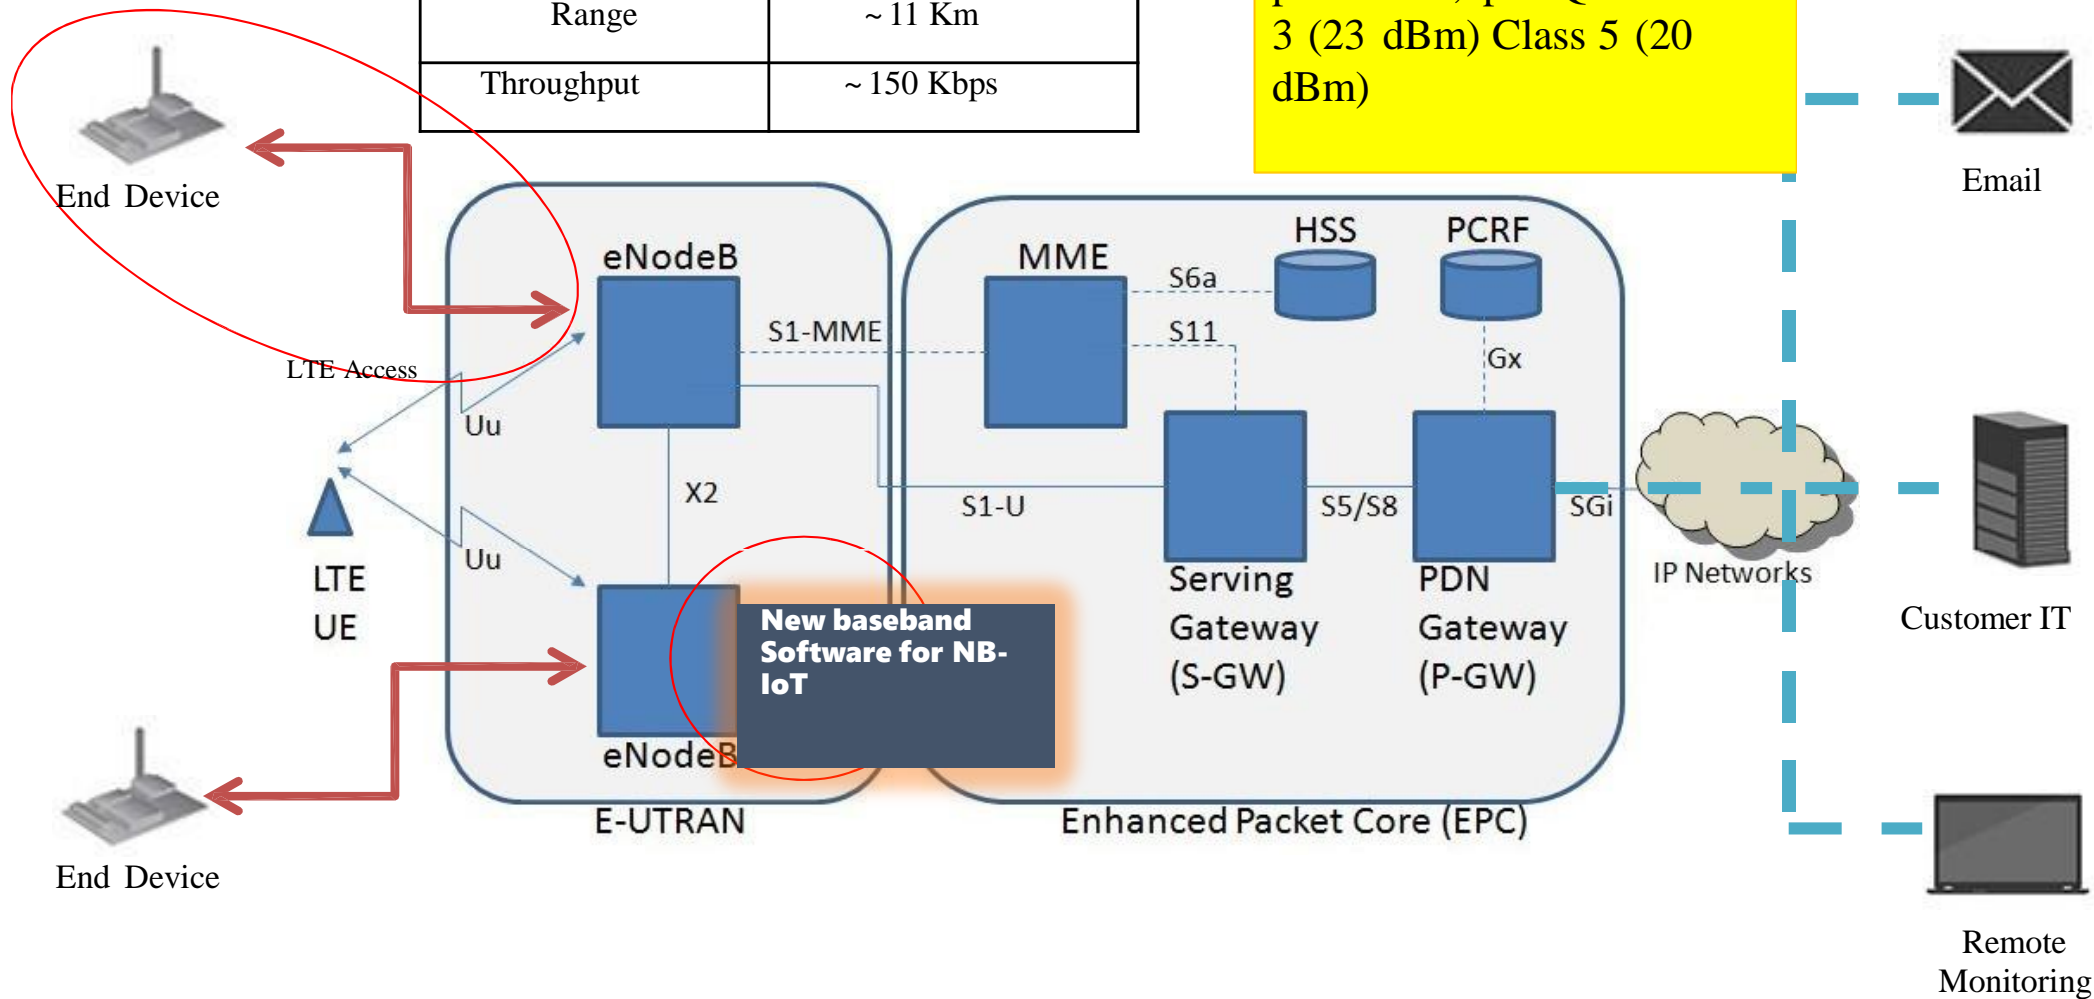 Range ~ 11 Km
Throughput ~ 150 Kbps
3 (23 dBm) Class 5 (20
dBm)
End Device
Email
eNodeB
MME
HSS
PCRF
S6a
S1-MME
S11
Gx
LTE Access
Uu
X2
S1-U
S5/S8
SGi
Uu
LTE
UE
Serving
Gateway
(S-GW)
PDN
Gateway
(P-GW)
IP Networks
Customer IT
New baseband
Software for NB-
IoT
eNodeB
E-UTRAN
Enhanced Packet Core (EPC)
End Device
Remote
Monitoring